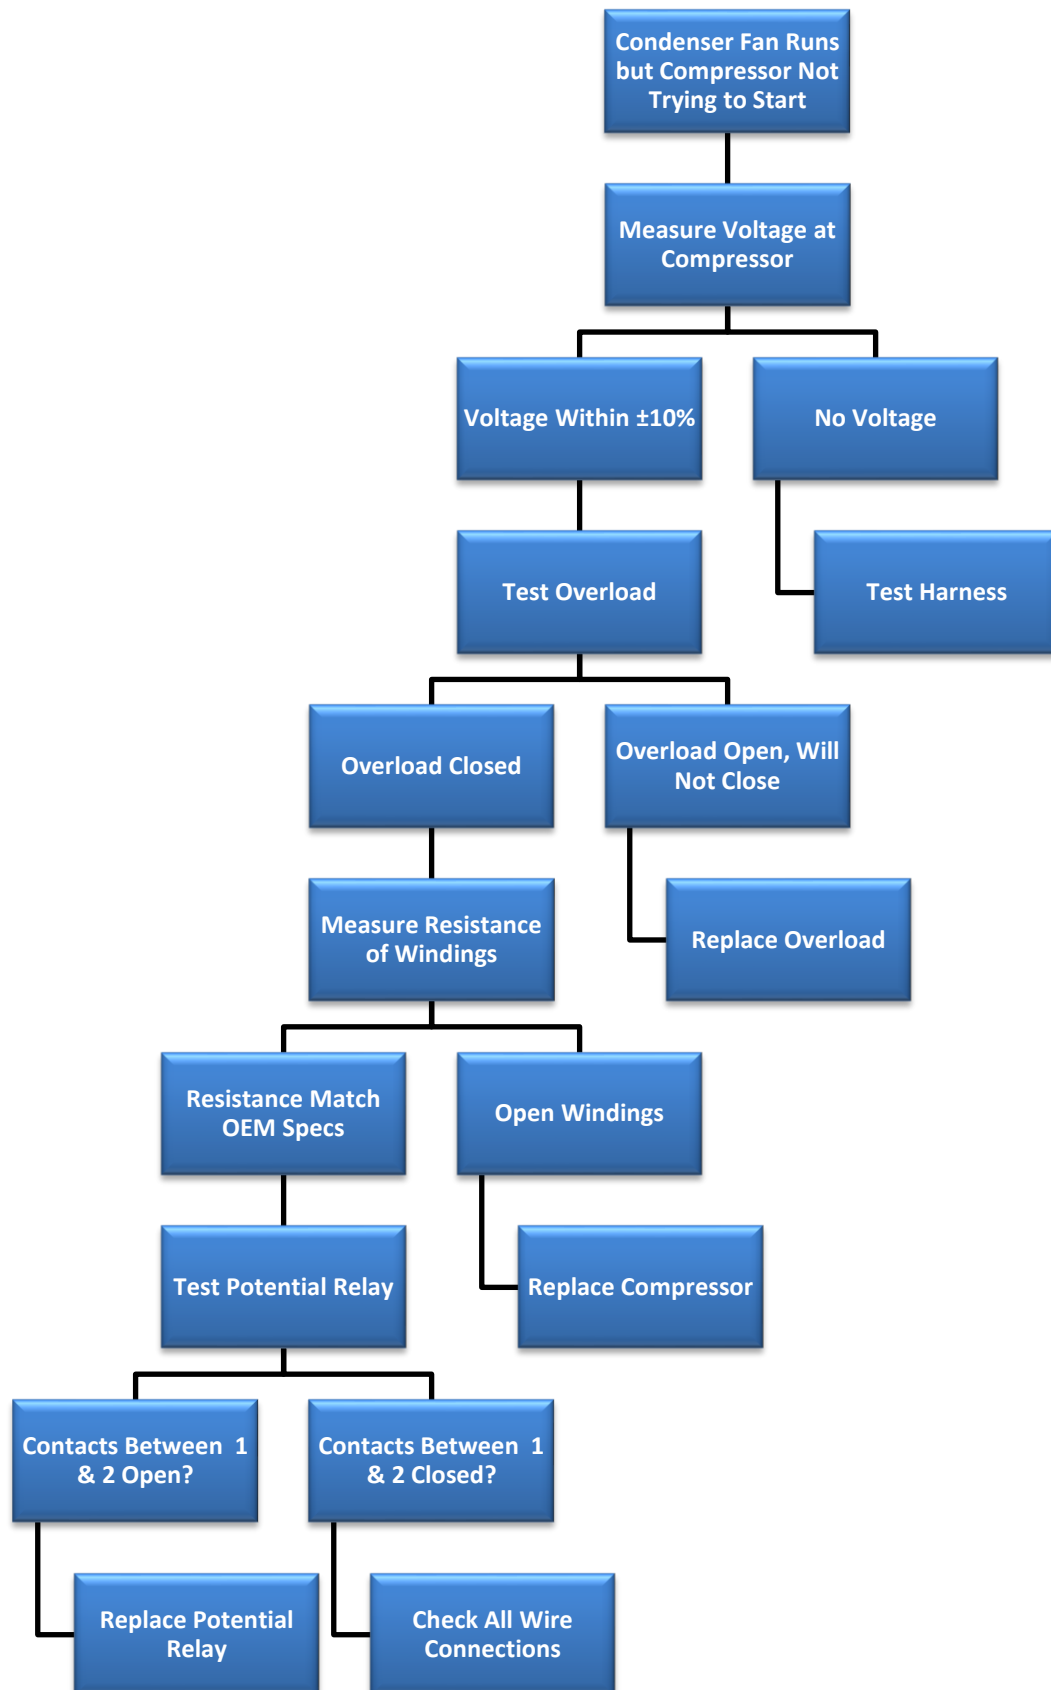 Condenser Fan Runs
but Compressor Not
Trying to Start
Measure Voltage at
Compressor
Voltage Within ±10%
No Voltage
Test Overload
Test Harness
Overload Closed
Overload Open, Will
Not Close
Measure Resistance
of Windings
Replace Overload
Resistance Match
OEM Specs
Open Windings
Test Potential Relay
Replace Compressor
Contacts Between 1
& 2 Open?
Contacts Between 1
& 2 Closed?
Replace Potential
Relay
Check All Wire
Connections